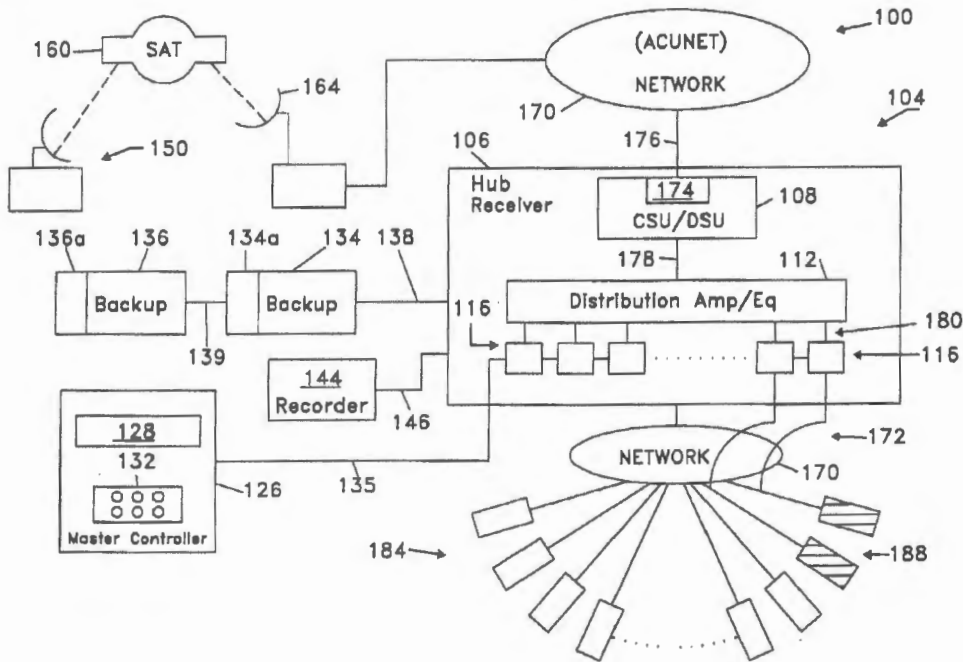 160
SAT
(ACUNET)
NETWORK
100
164
170
104
150
176
106
Hub
Receiver
174
CSU/DSU
108
136a
136
134a
134
138
178
112
Backup
Backup
Distribution Amp/Eq
116
180
139
116
144
Recorder
146
128
172
132
NETWORK
170
126
135
Master Controller
184
188